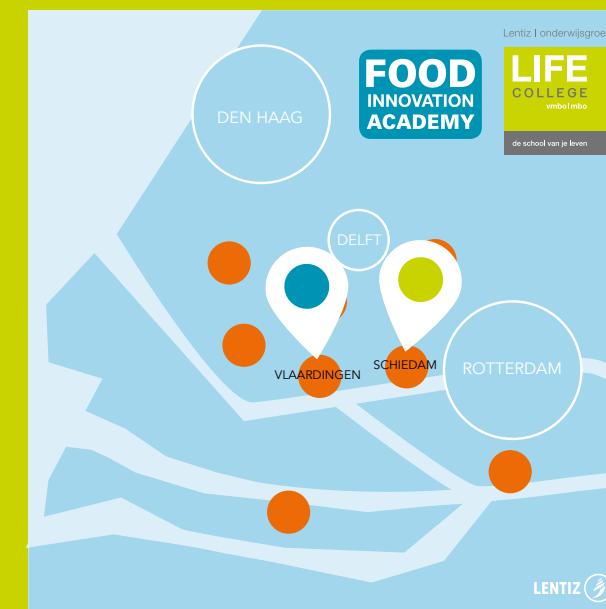 Lentiz | onderwijsgroe
FOOD
INNOVATION
ACADEMY
LIFE
COLLEGE
vmbo | mbo
de school van je leven
DEN HAAG
DELFT
VLAARDINGEN
SCHIEDAM
ROTTERDAM
LENTIZ